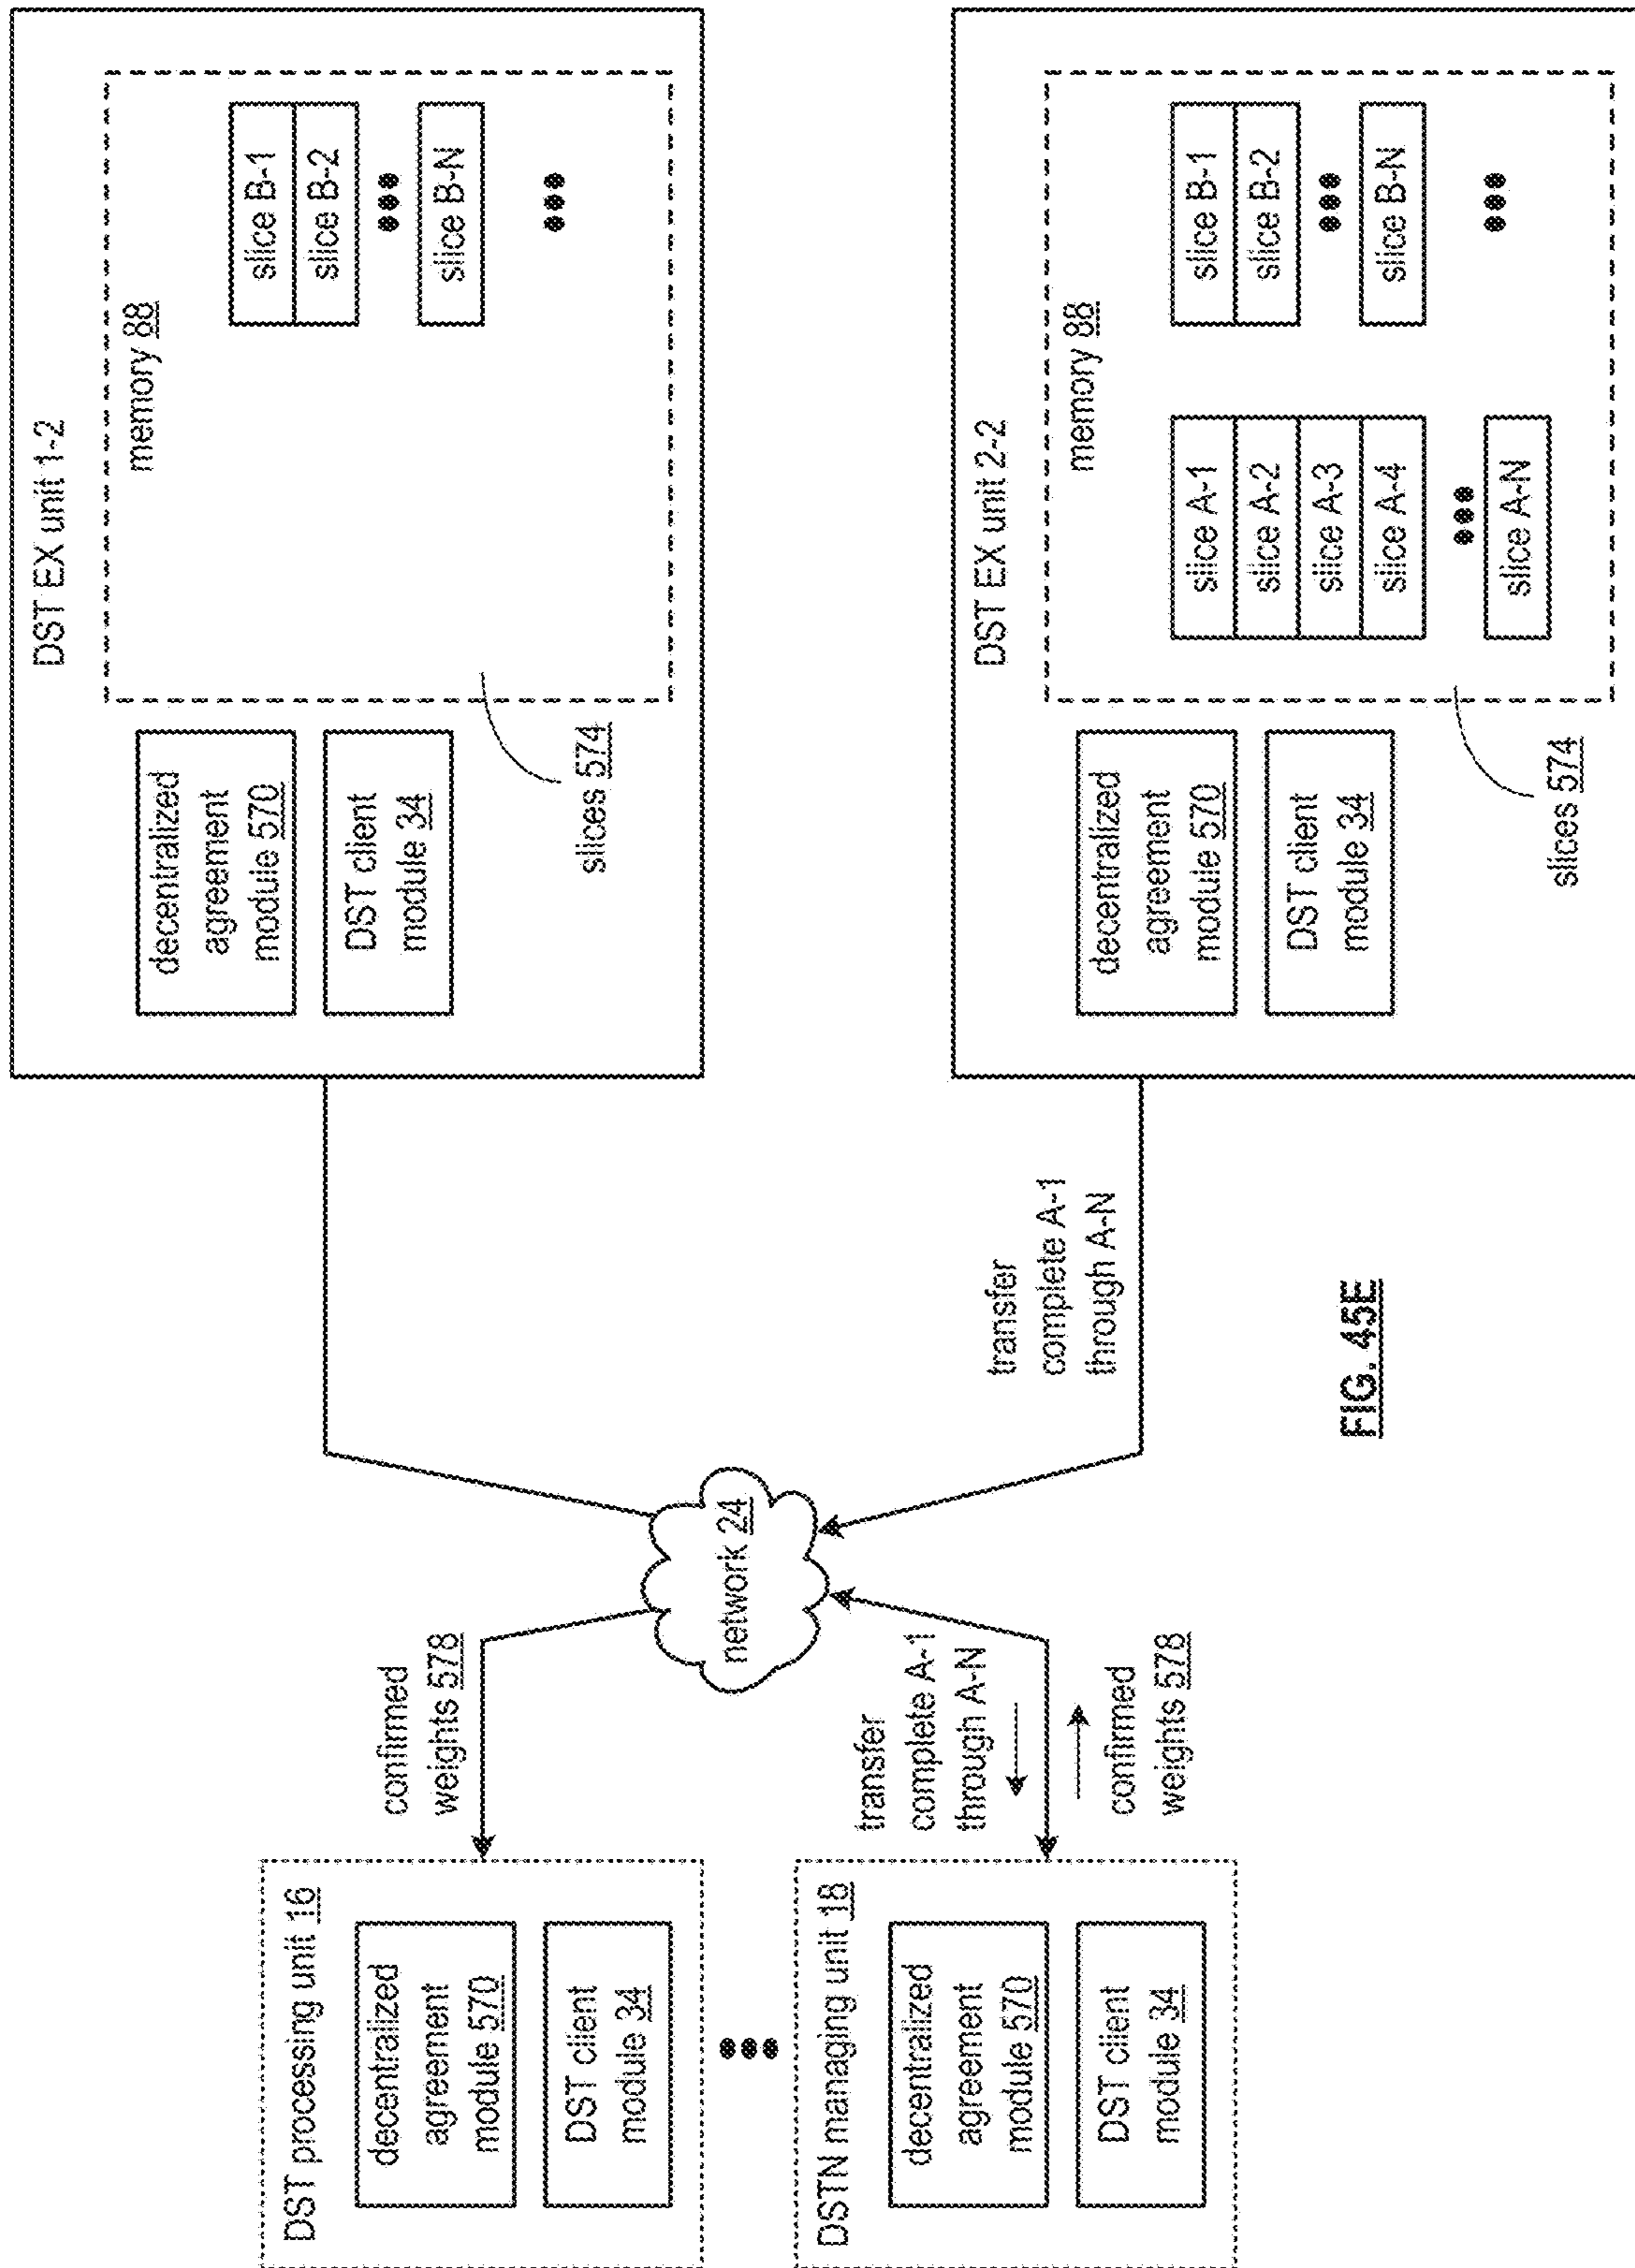 DST processing unit 16
decentralized
agreement
module 570
DST client
module 34
DSTN managing unit 18
decentralized
agreement
module 570
DST client
module 34
confirmed
weights 578
transfer
complete A-1
through A-N
confirmed
weights 578
network 24
transfer
complete A-1
through A-N
DST EX unit 1-2
decentralized
agreement
module 570
DST client
module 34
memory 88
slice B-1
slice B-2
slice B-N
slices 574
DST EX unit 2-2
decentralized
agreement
module 570
DST client
module 34
memory 88
slice A-1
slice A-2
slice A-3
slice A-4
slice A-N
slice B-1
slice B-2
slice B-N
slices 574
FIG. 45E